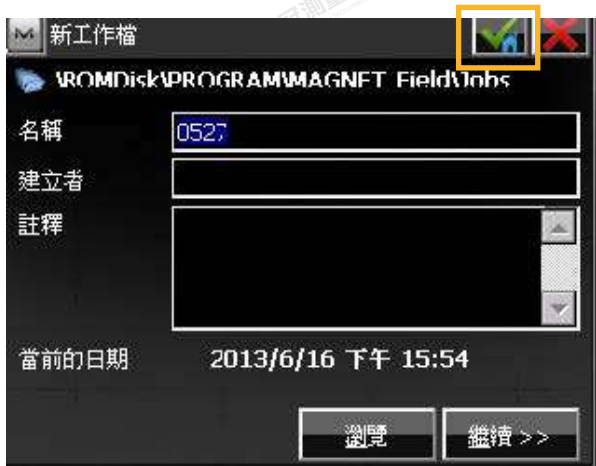 新工作檔
\ROMDisk\PROGRAM\MAGNET Field\Jobs
名稱 0527
建立者
註釋
當前的日期 2013/6/16 下午 15:54
瀏覽 繼續 >>